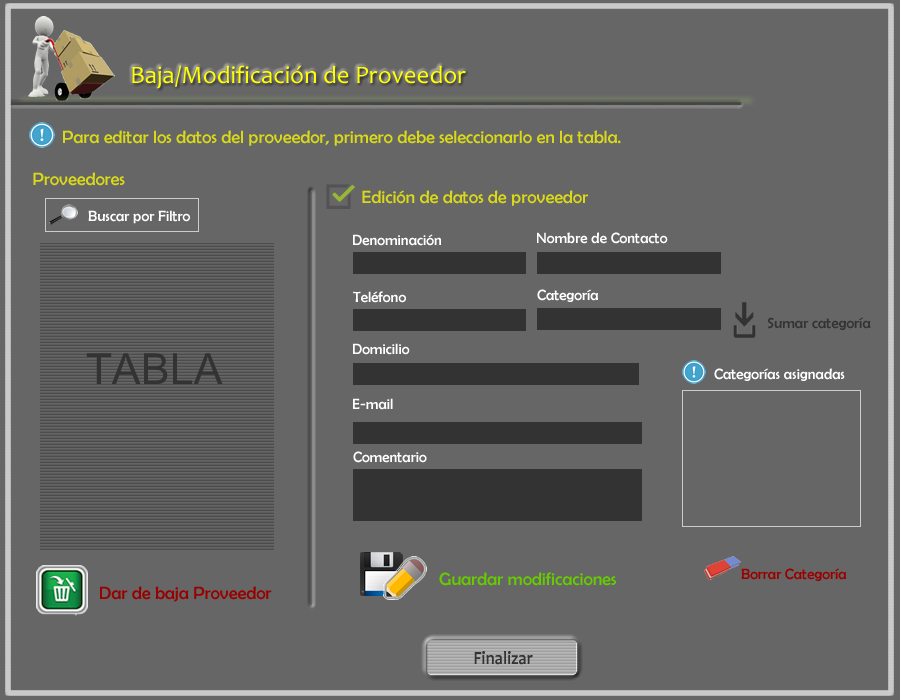 Baja/Modificación de Proveedor
Para editar los datos del proveedor, primero debe seleccionarlo en la tabla.
Proveedores
Buscar por Filtro
TABLA
Dar de baja Proveedor
Edición de datos de proveedor
Denominación
Nombre de Contacto
Teléfono
Categoría
Sumar categoría
Domicilio
Categorías asignadas
E-mail
Comentario
Guardar modificaciones
Borrar Categoría
Finalizar